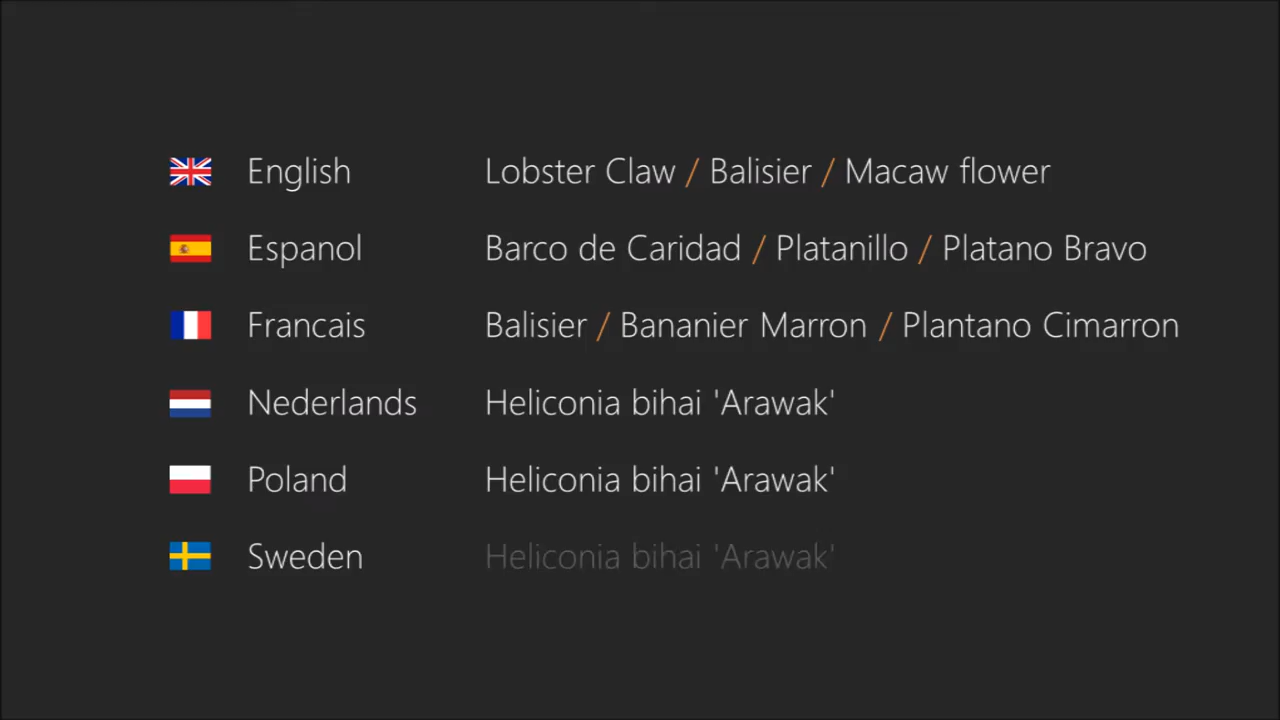 English Lobster Claw / Balisier / Macaw flower
Espanol Barco de Caridad / Platanillo / Platano Bravo
Francais Balisier / Bananier Marron / Plantano Cimarron
Nederlands Heliconia bihai 'Arawak'
Poland Heliconia bihai 'Arawak'
Sweden Heliconia bihai 'Arawak'